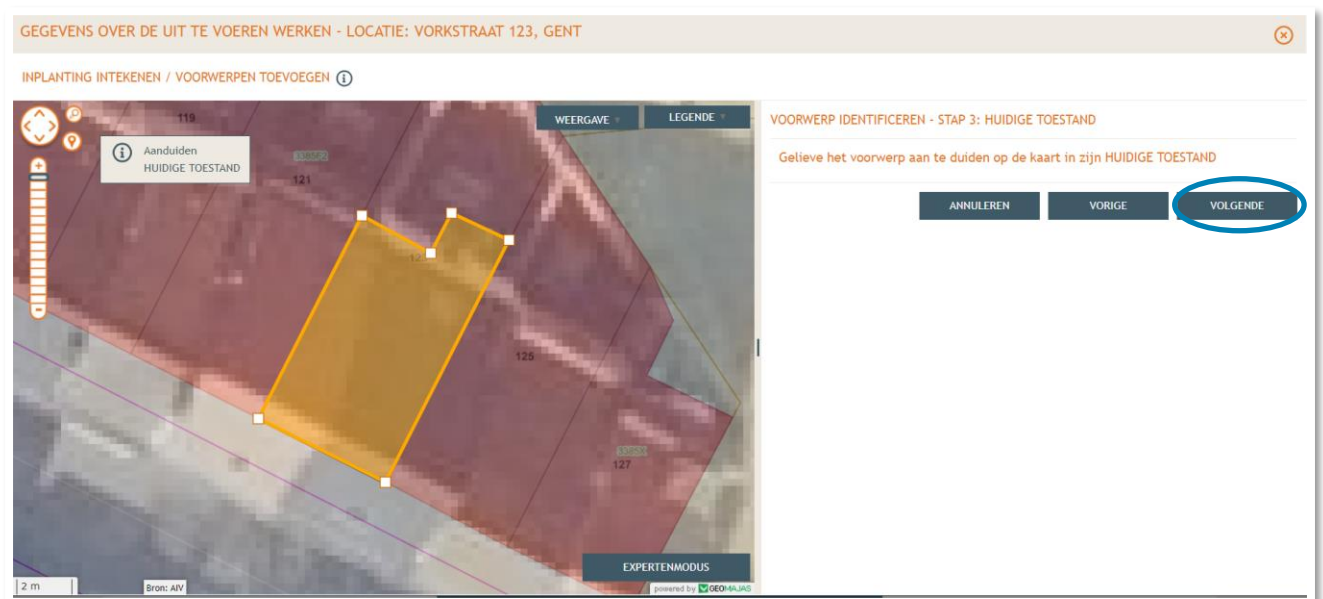 GEGEVENS OVER DE UIT TE VOEREN WERKEN - LOCATIE: VORKSTRAAT 123, GENT
INPLANTING INTEKENEN / VOORWERPEN TOEVOEGEN
119
WEERGAVE
LEGENDE
Aanduiden
HUIDIGE TOESTAND
121
125
127
EXPERTENMODUS
2 m
Bron: AIV
powered by GEOMAJAS
VOORWERP IDENTIFICEREN - STAP 3: HUIDIGE TOESTAND
Gelieve het voorwerp aan te duiden op de kaart in zijn HUIDIGE TOESTAND
ANNULEREN
VORIGE
VOLGENDE